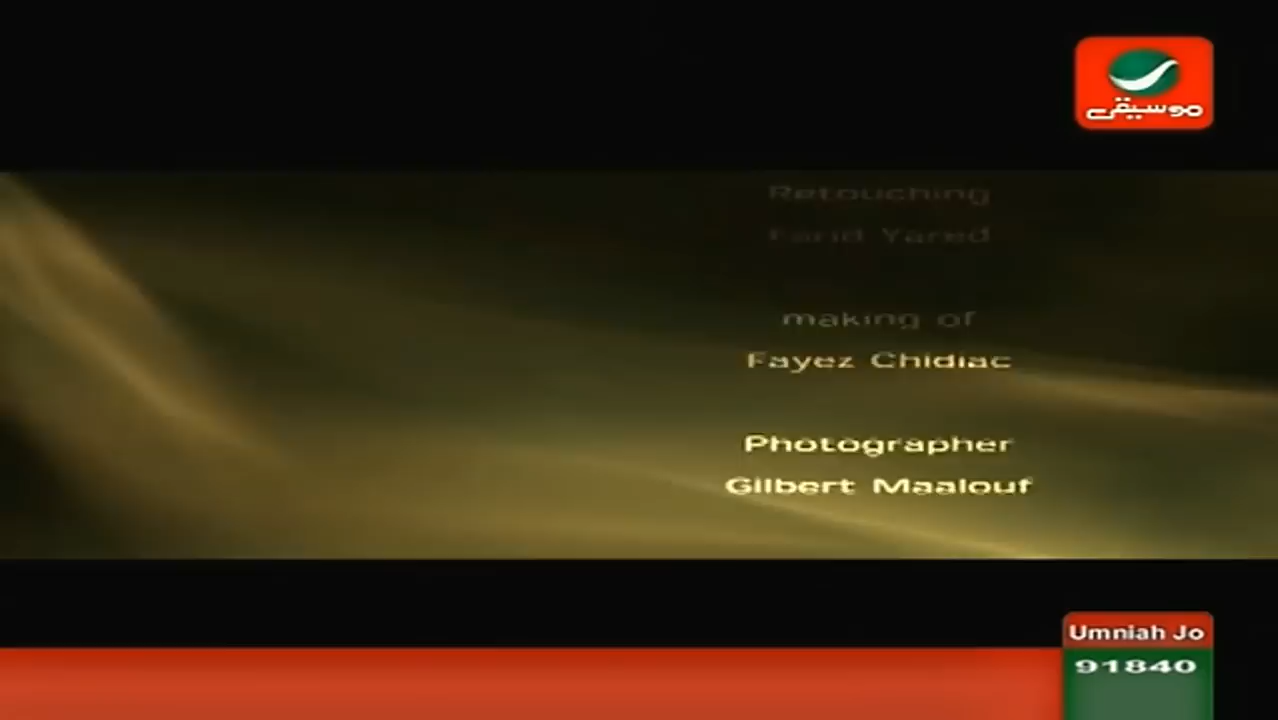 موسيقى
Retouching
Farid Yared
making of
Fayez Chidiac
Photographer
Gilbert Maalouf
Umniah Jo
91840